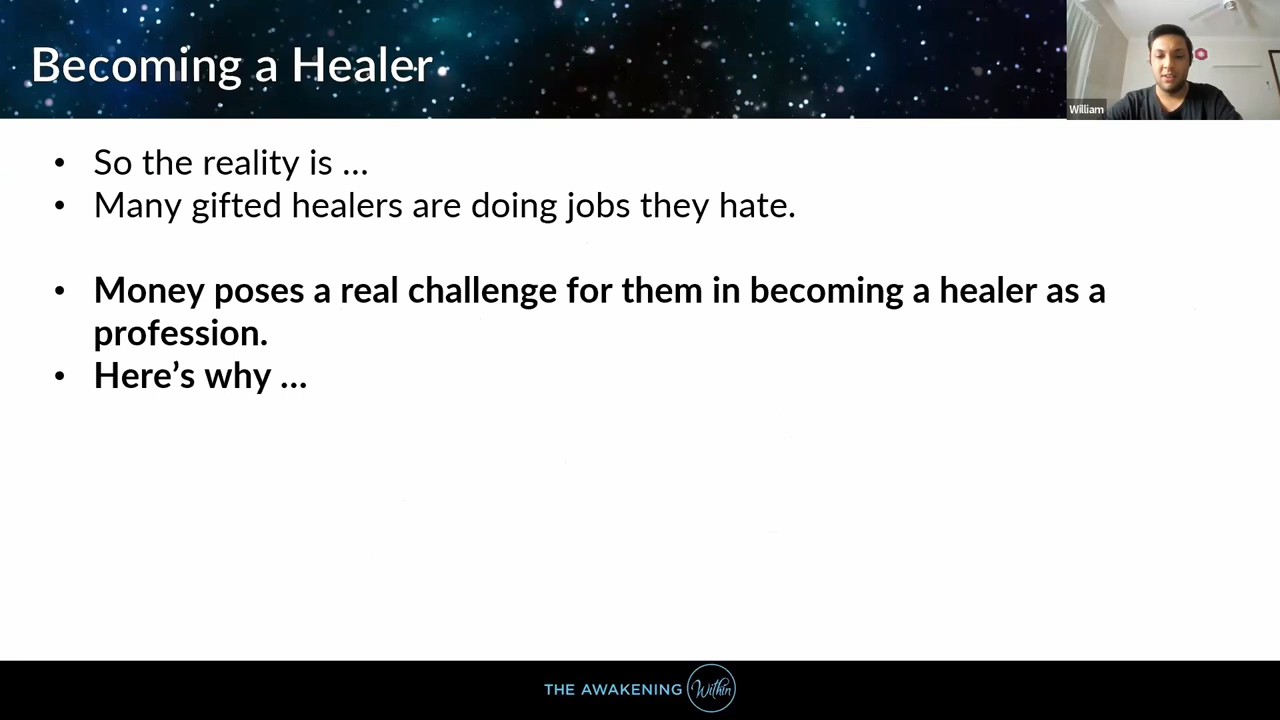 Becoming a Healer
William
• So the reality is ...
• Many gifted healers are doing jobs they hate.
• Money poses a real challenge for them in becoming a healer as a
profession.
• Here’s why ...
THE AWAKENING Within